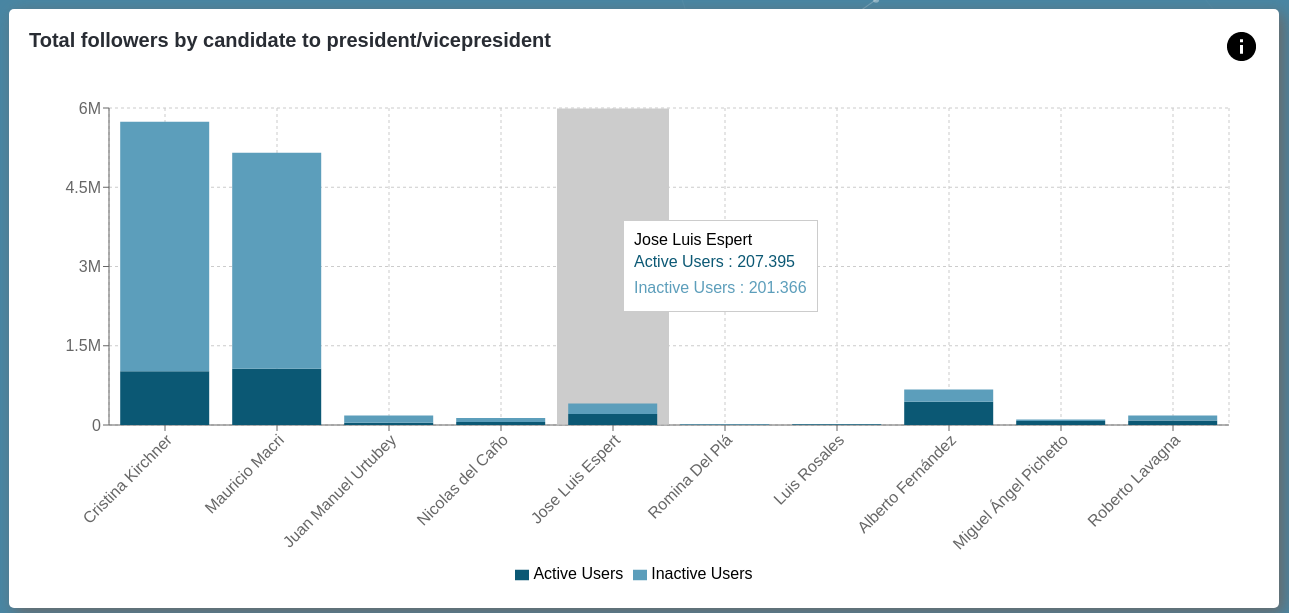 Total followers by candidate to president/vicepresident
6M
4.5M
3M
1.5M
0
Jose Luis Espert
Active Users : 207.395
Inactive Users : 201.366
Cristina Kirchner
Mauricio Macri
Juan Manuel Urtubey
Nicolas del Caño
Jose Luis Espert
Romina Del Plá
Luis Rosales
Alberto Fernández
Miguel Ángel Pichetto
Roberto Lavagna
Active Users Inactive Users